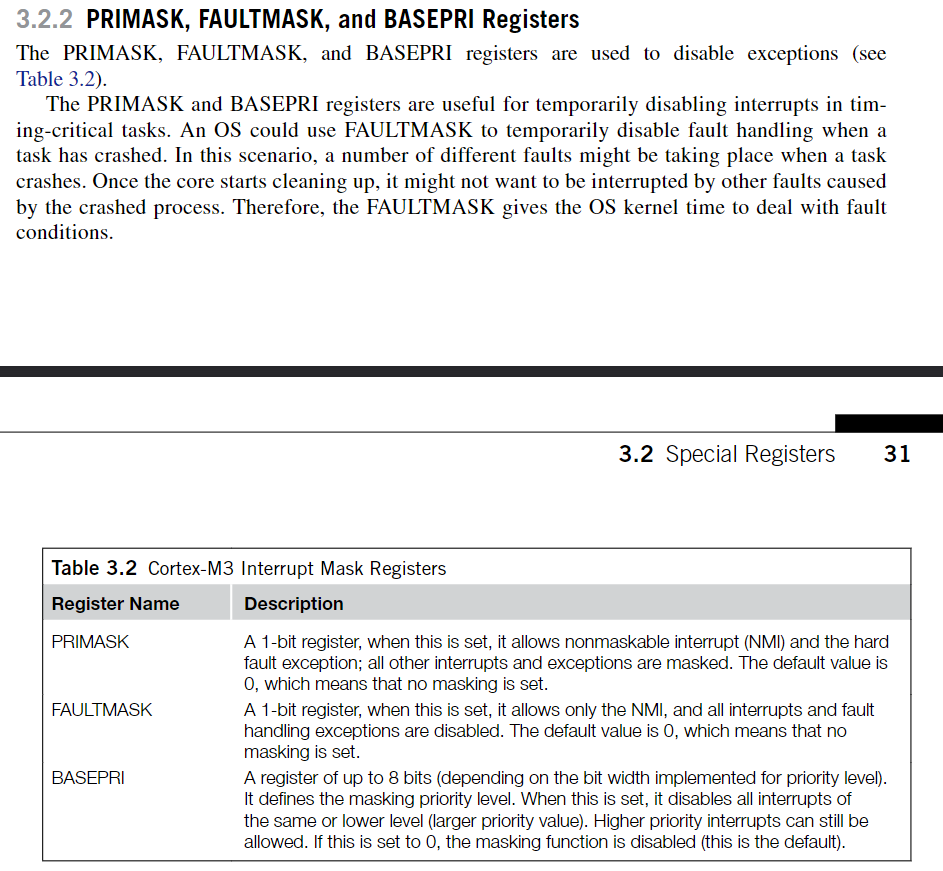 3.2.2 PRIMASK, FAULTMASK, and BASEPRI Registers
The PRIMASK, FAULTMASK, and BASEPRI registers are used to disable exceptions (see
Table 3.2).
The PRIMASK and BASEPRI registers are useful for temporarily disabling interrupts in tim-
ing-critical tasks. An OS could use FAULTMASK to temporarily disable fault handling when a
task has crashed. In this scenario, a number of different faults might be taking place when a task
crashes. Once the core starts cleaning up, it might not want to be interrupted by other faults caused
by the crashed process. Therefore, the FAULTMASK gives the OS kernel time to deal with fault
conditions.
3.2 Special Registers 31
Table 3.2 Cortex-M3 Interrupt Mask Registers
Register Name Description
PRIMASK A 1-bit register, when this is set, it allows nonmaskable interrupt (NMI) and the hard
fault exception; all other interrupts and exceptions are masked. The default value is
0, which means that no masking is set.
FAULTMASK A 1-bit register, when this is set, it allows only the NMI, and all interrupts and fault
handling exceptions are disabled. The default value is 0, which means that no
masking is set.
BASEPRI A register of up to 8 bits (depending on the bit width implemented for priority level).
It defines the masking priority level. When this is set, it disables all interrupts of
the same or lower level (larger priority value). Higher priority interrupts can still be
allowed. If this is set to 0, the masking function is disabled (this is the default).